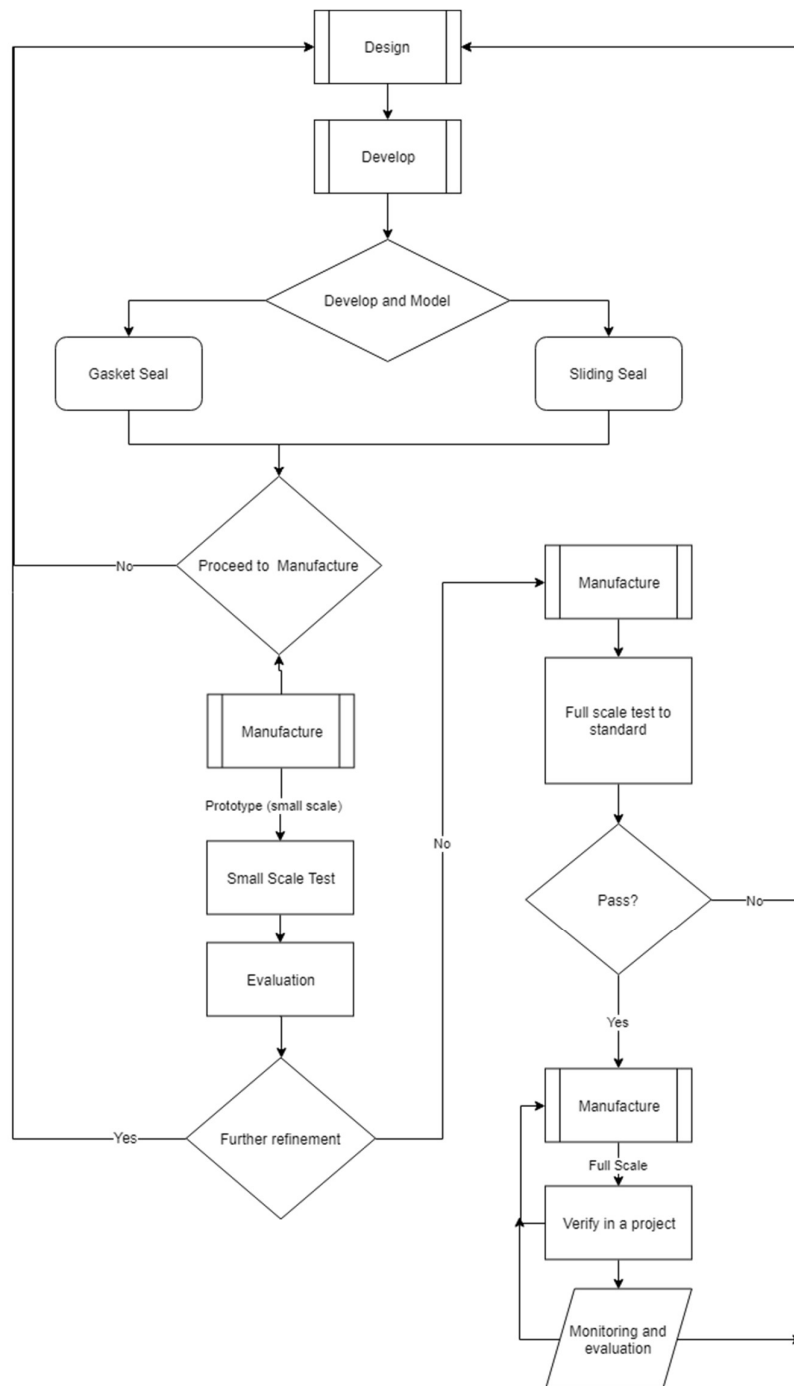 Design
Develop
Develop and Model
Gasket Seal
Sliding Seal
No
Proceed to  Manufacture
Manufacture
Prototype (small scale)
Small Scale Test
Evaluation
Yes
Further refinement
No
Manufacture
Full scale test to
standard
Pass?
No
Yes
Manufacture
Full Scale
Verify in a project
Monitoring and
evaluation